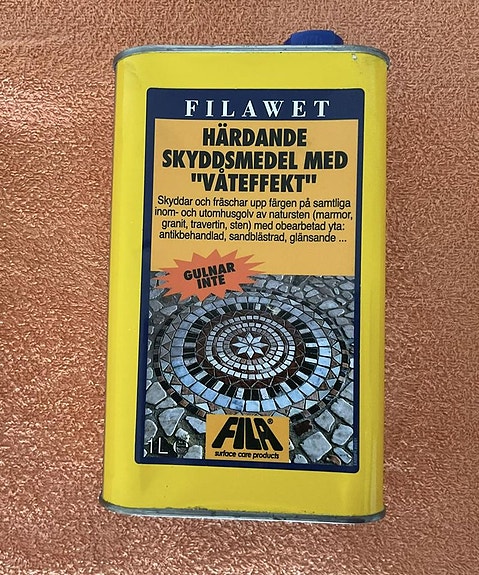 FILAWET
HÄRDANDE
SKYDDSMEDEL MED
"VÅTEFFEKT"
Skyddar och fräschar upp färgen på samtliga
inom- och utomhusgolv av natursten (marmor,
granit, travertin, sten) med obearbetad yta:
antikbehandlad, sandblästrad, glänsande ...
GULNAR
INTE
1L e
FILA
surface care products